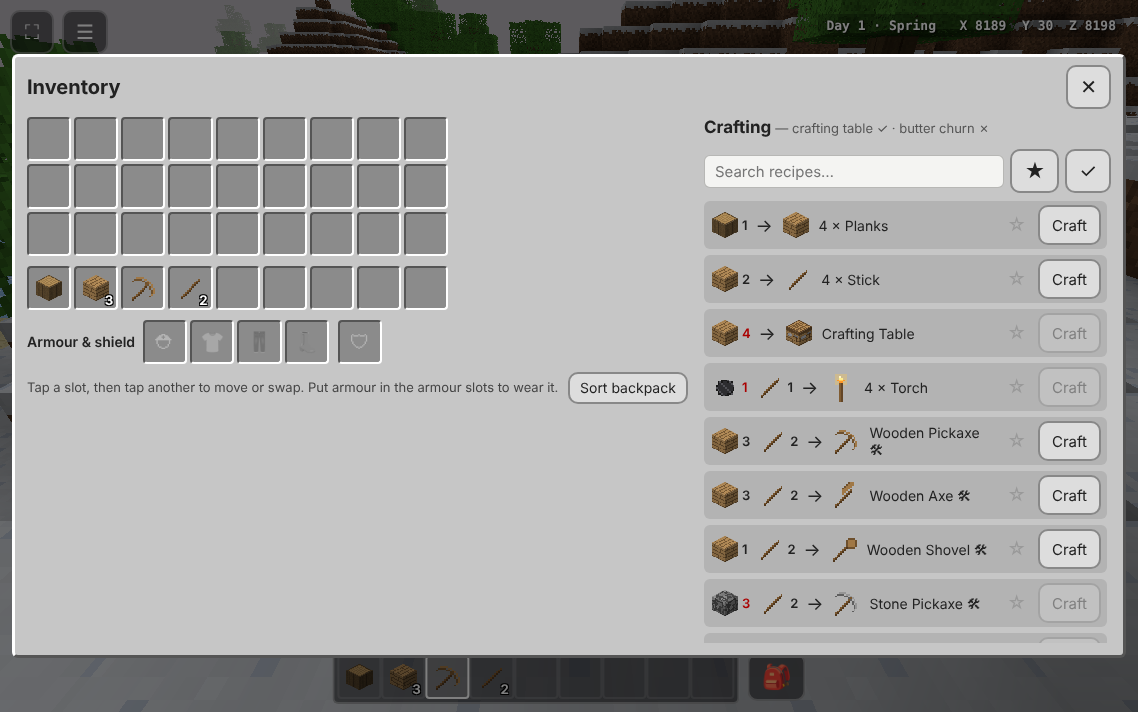 Day 1 · Spring X 8189 Y 30 Z 8198
Inventory
Crafting — crafting table ✓ · butter churn ×
Search recipes...
1 → 4 × Planks Craft
2 → 4 × Stick Craft
4 → Crafting Table Craft
1 1 → 4 × Torch Craft
3 2 → Wooden Pickaxe Craft
3 2 → Wooden Axe Craft
1 2 → Wooden Shovel Craft
3 2 → Stone Pickaxe Craft
3
2
Armour & shield
Tap a slot, then tap another to move or swap. Put armour in the armour slots to wear it.
Sort backpack
3
2